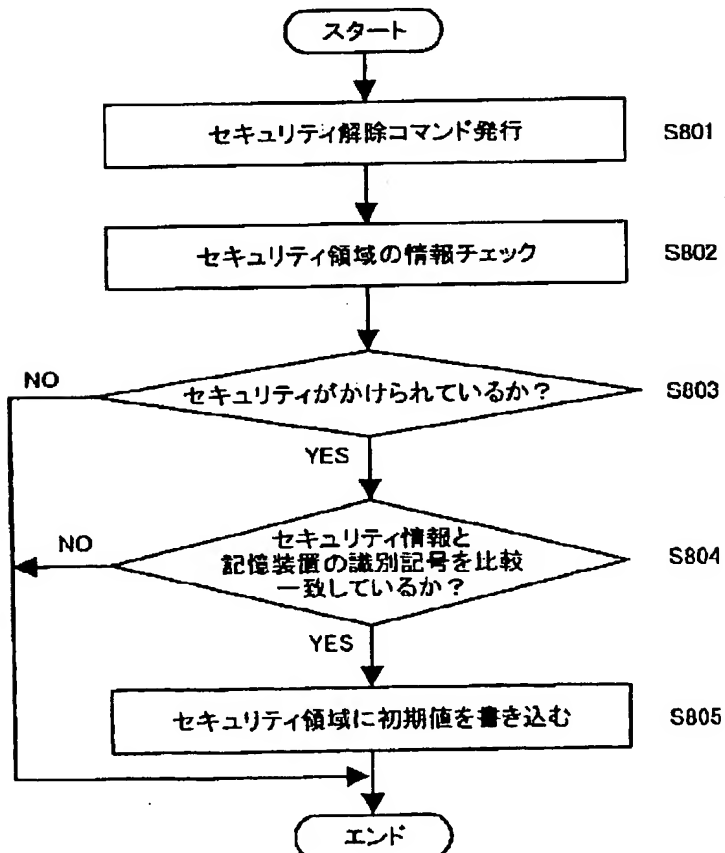 スタート
セキュリティ解除コマンド発行
S801
セキュリティ領域の情報チェック
S802
NO
セキュリティがかけられているか？
S803
YES
NO
セキュリティ情報と
記憶装置の識別記号を比較
一致しているか？
S804
YES
セキュリティ領域に初期値を書き込む
S805
エンド